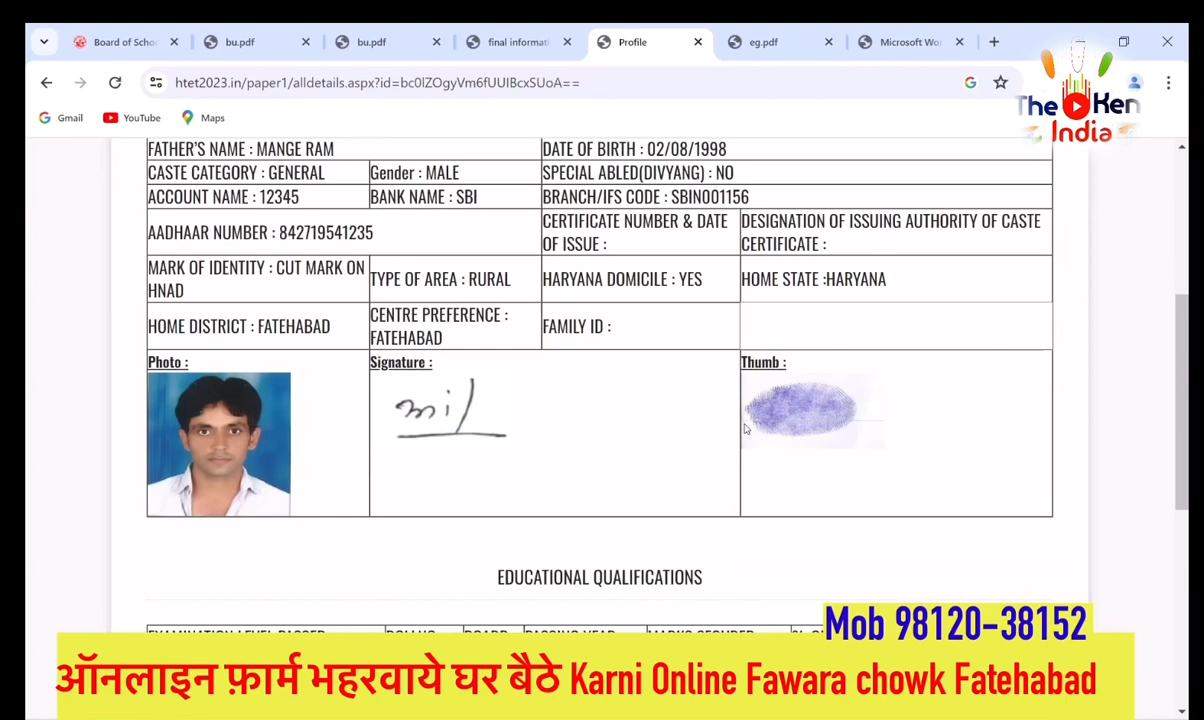 Board of Scho
bu.pdf
bu.pdf
final informati
Profile
eg.pdf
Microsoft Wo
htet2023.in/paper1/alldetails.aspx?id=bc0lZOgyVm6fUUIBcxSUoA==
Gmail
YouTube
Maps
The Ken
India
FATHER'S NAME : MANGE RAM
DATE OF BIRTH : 02/08/1998
CASTE CATEGORY : GENERAL
Gender : MALE
SPECIAL ABLED(DIVYANG) : NO
ACCOUNT NAME : 12345
BANK NAME : SBI
BRANCH/IFS CODE : SBIN001156
AADHAAR NUMBER : 842719541235
CERTIFICATE NUMBER & DATE
OF ISSUE :
DESIGNATION OF ISSUING AUTHORITY OF CASTE
CERTIFICATE :
MARK OF IDENTITY : CUT MARK ON
HNAD
TYPE OF AREA : RURAL
HARYANA DOMICILE : YES
HOME STATE :HARYANA
HOME DISTRICT : FATEHABAD
CENTRE PREFERENCE :
FATEHABAD
FAMILY ID :
Photo :
Signature :
Thumb :
EDUCATIONAL QUALIFICATIONS
Mob 98120-38152
ऑनलाइन फ़ार्म भहरवाये घर बैठे Karni Online Fawara chowk Fatehabad